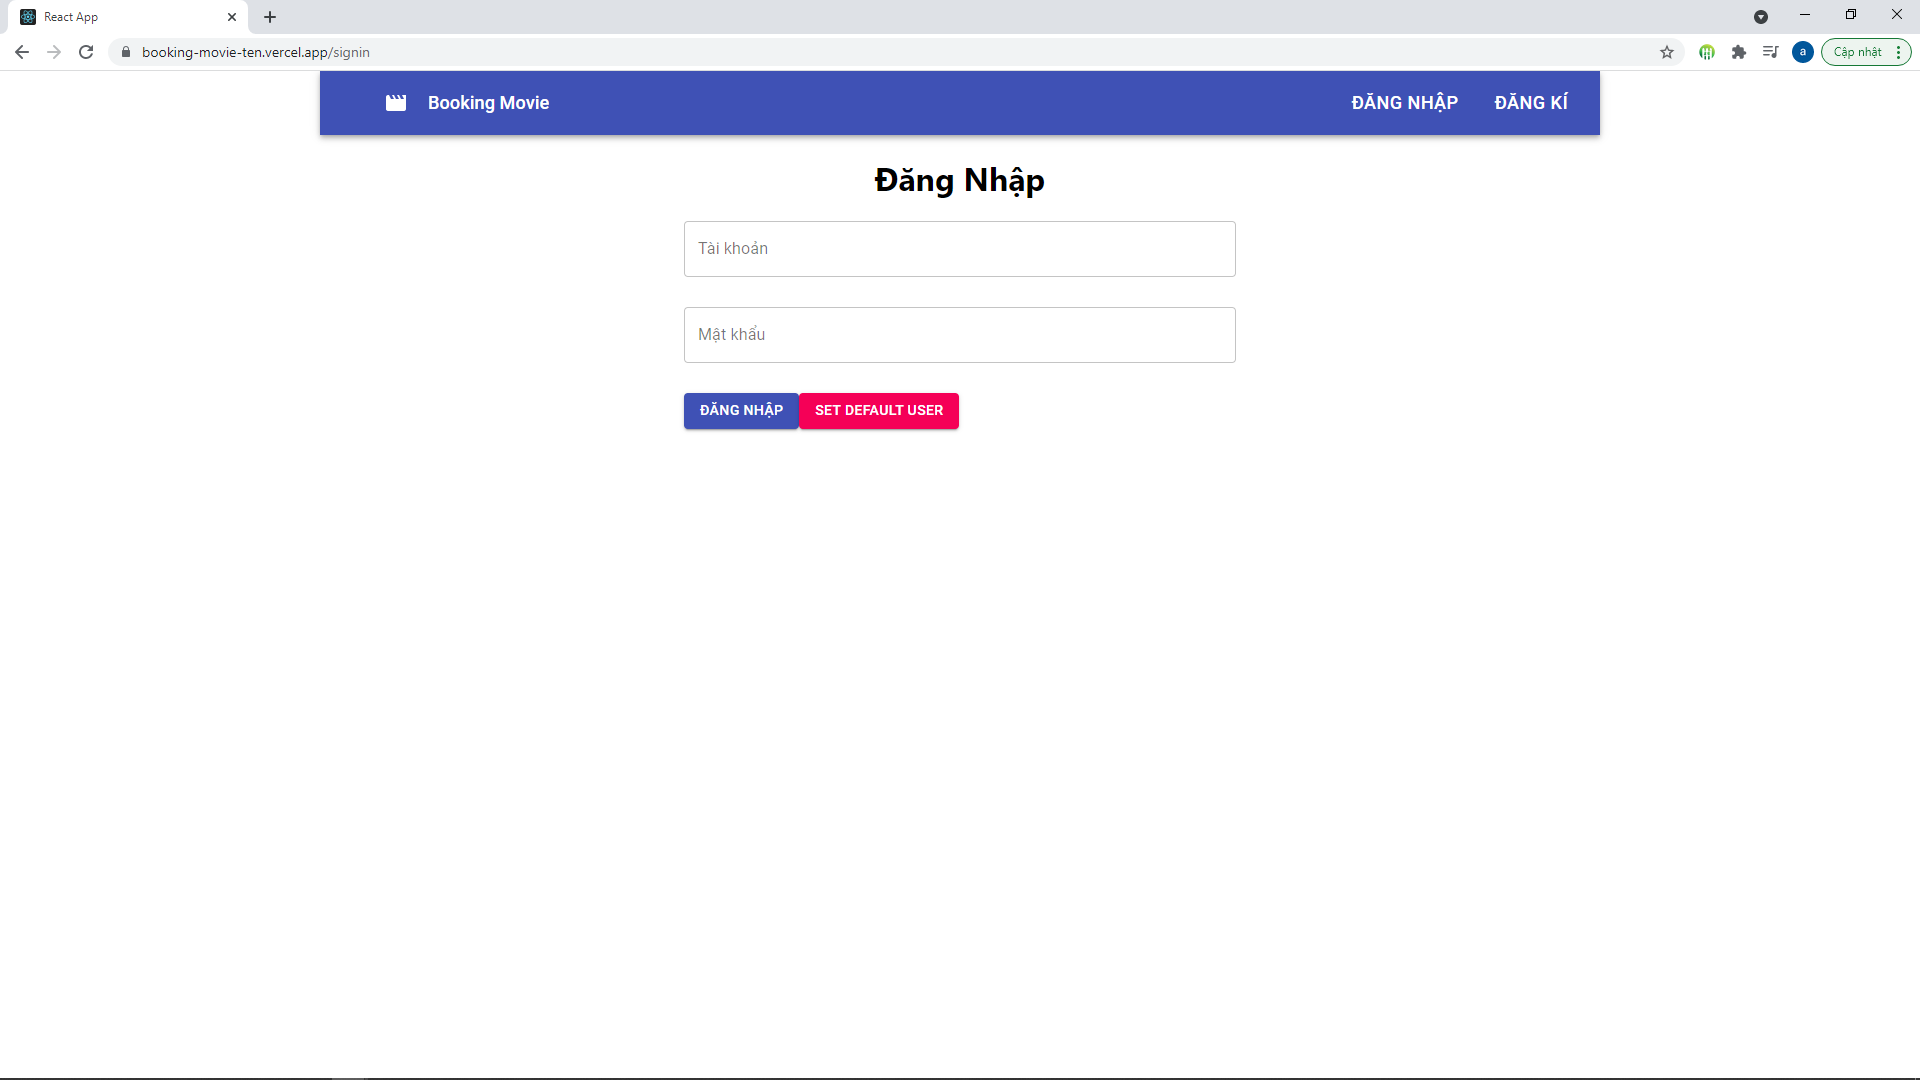 React App
booking-movie-ten.vercel.app/signin
a
Cập nhật
Booking Movie
ĐĂNG NHẬP
ĐĂNG KÍ
Đăng Nhập
Tài khoản
Mật khẩu
ĐĂNG NHẬP
SET DEFAULT USER